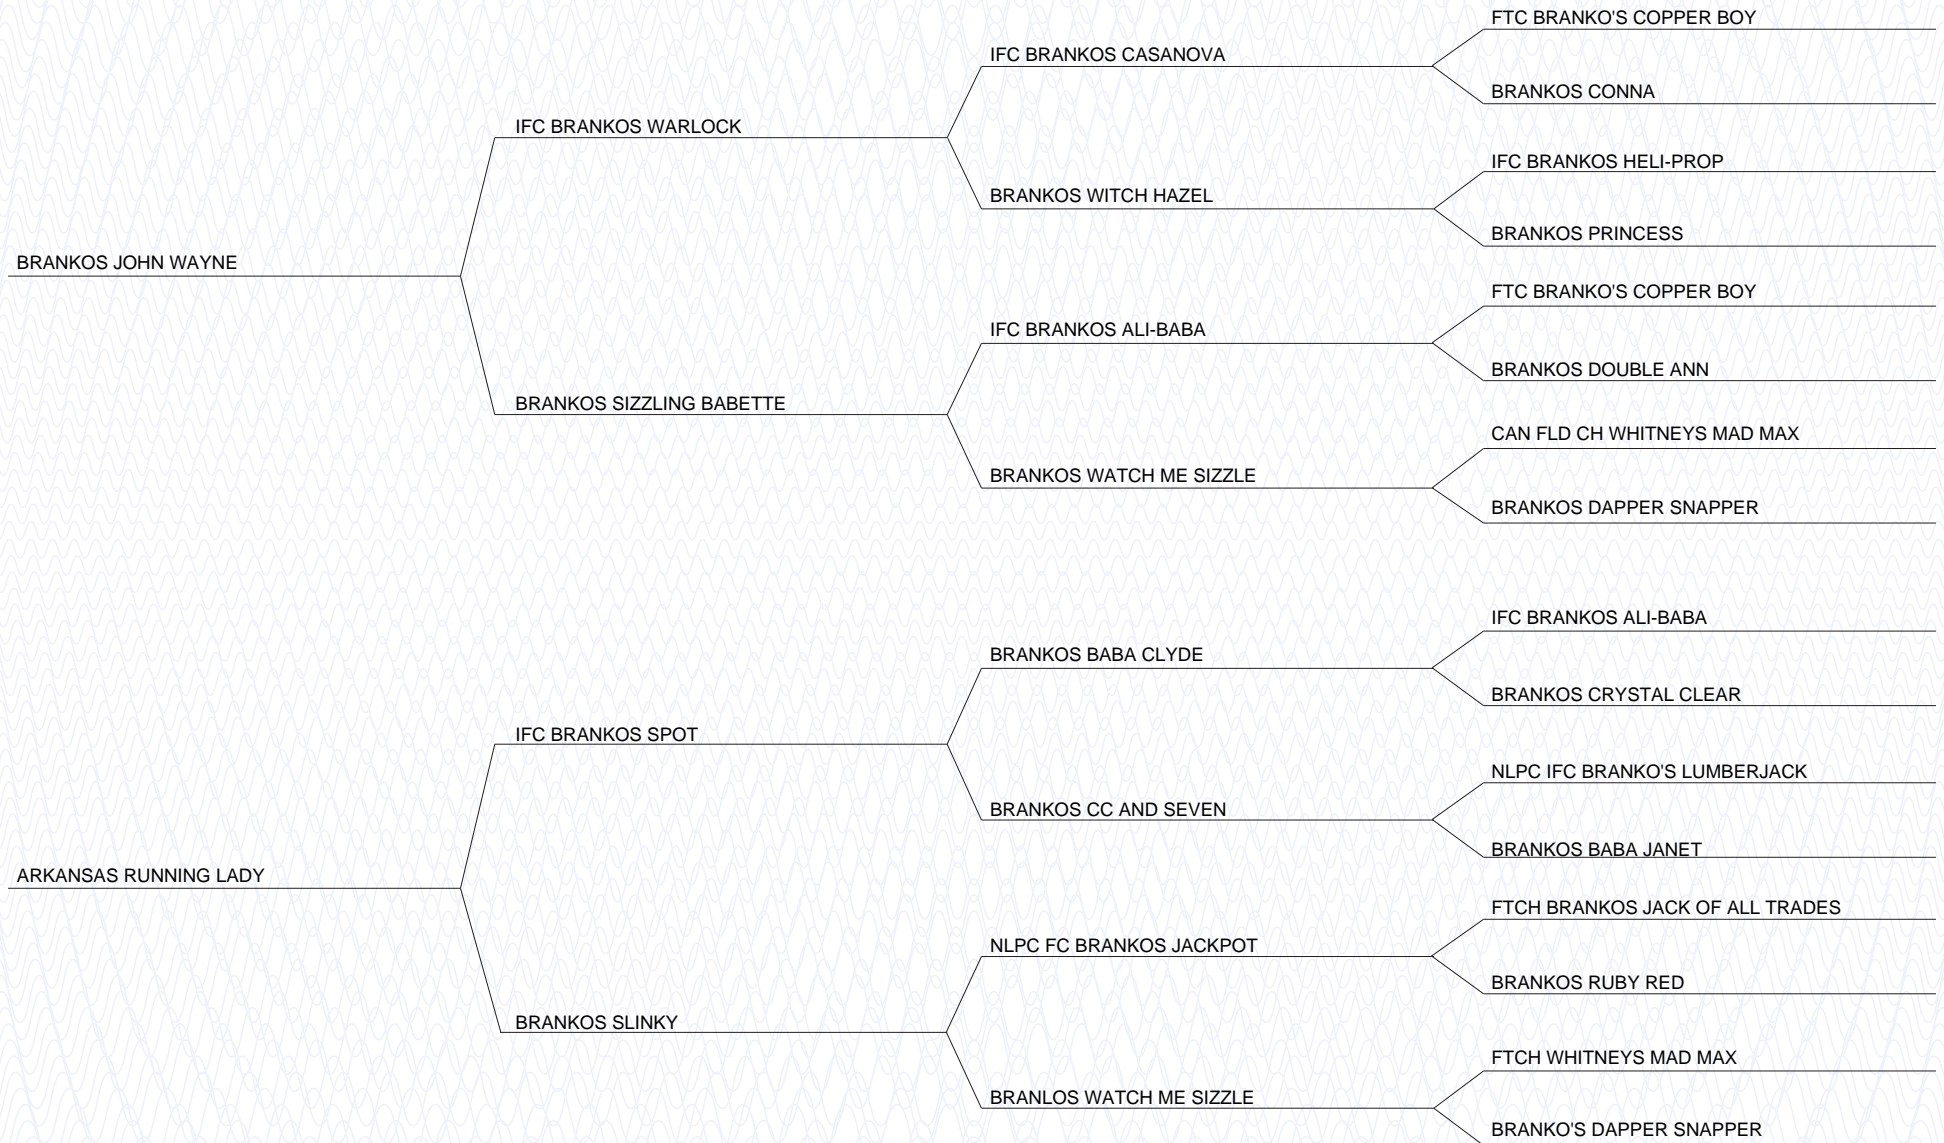 FTC BRANKO'S COPPER BOY
IFC BRANKOS CASANOVA
BRANKOS CONNA
IFC BRANKOS WARLOCK
IFC BRANKOS HELI-PROP
BRANKOS WITCH HAZEL
BRANKOS PRINCESS
BRANKOS JOHN WAYNE
FTC BRANKO'S COPPER BOY
IFC BRANKOS ALI-BABA
BRANKOS DOUBLE ANN
BRANKOS SIZZLING BABETTE
CAN FLD CH WHITNEYS MAD MAX
BRANKOS WATCH ME SIZZLE
BRANKOS DAPPER SNAPPER
IFC BRANKOS ALI-BABA
BRANKOS BABA CLYDE
BRANKOS CRYSTAL CLEAR
IFC BRANKOS SPOT
NLPC IFC BRANKO'S LUMBERJACK
BRANKOS CC AND SEVEN
BRANKOS BABA JANET
ARKANSAS RUNNING LADY
FTCH BRANKOS JACK OF ALL TRADES
NLPC FC BRANKOS JACKPOT
BRANKOS RUBY RED
BRANKOS SLINKY
FTCH WHITNEYS MAD MAX
BRANLOS WATCH ME SIZZLE
BRANKO'S DAPPER SNAPPER